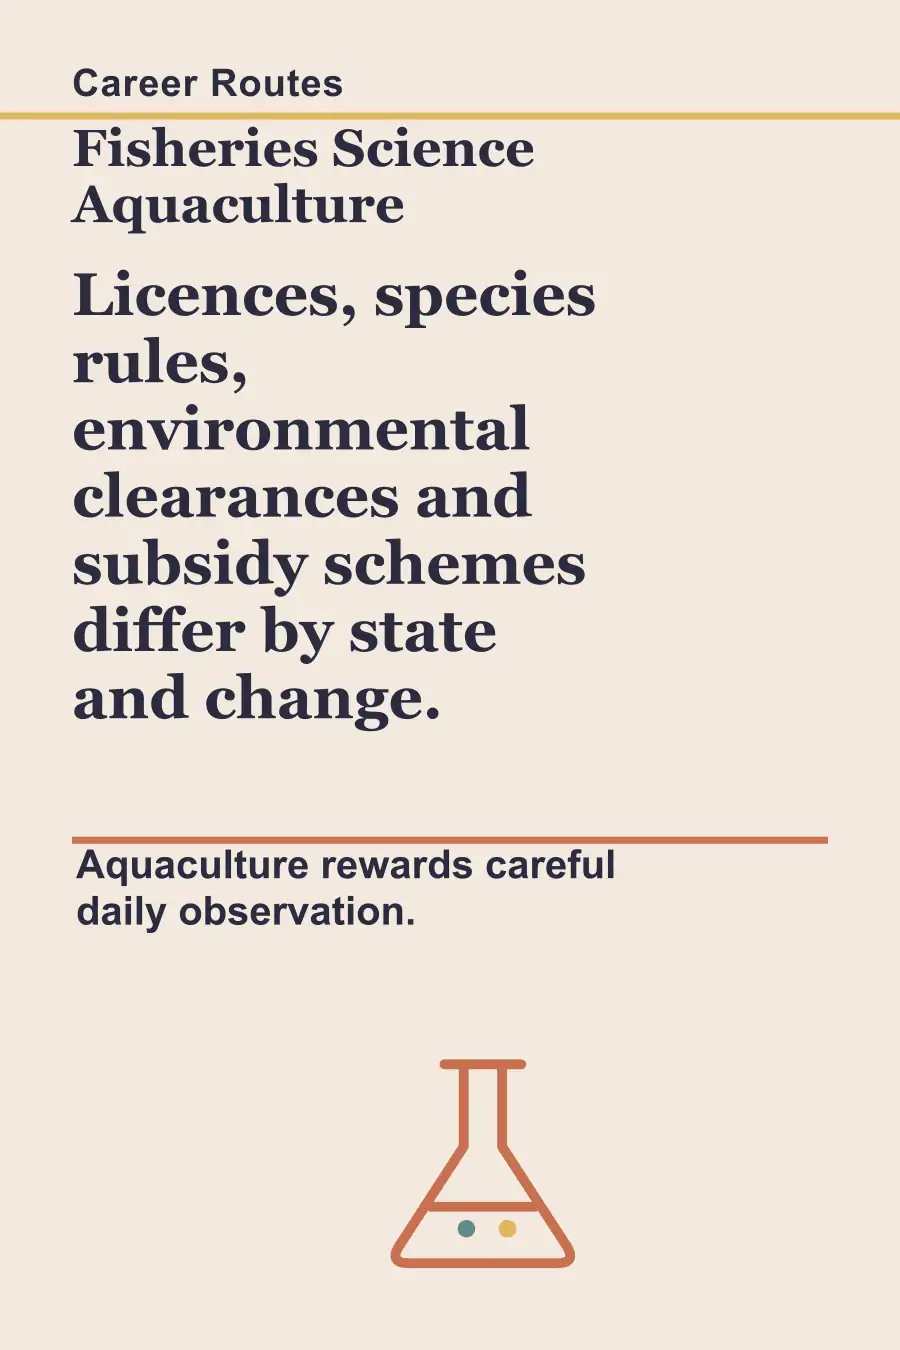 Career Routes
Fisheries Science
Aquaculture
Licences, species
rules,
environmental
clearances and
subsidy schemes
differ by state
and change.
Aquaculture rewards careful
daily observation.